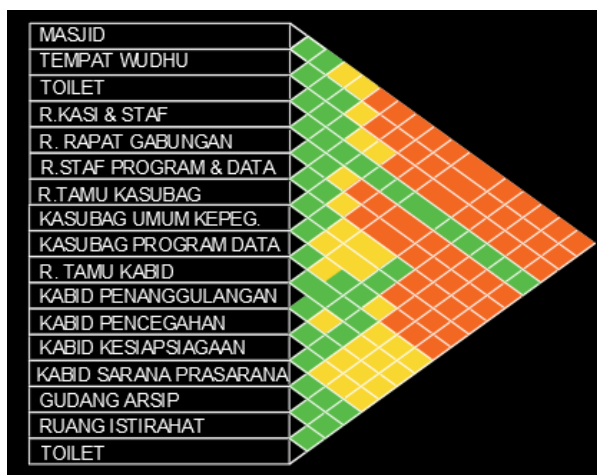 MASJID
TEMPAT WUDHU
TOILET
R.KASI & STAF
R. RAPAT GABUNGAN
R.STAF PROGRAM & DATA
R.TAMU KASUBAG
KASUBAG UMUM KEPEG.
KASUBAG PROGRAM DATA
R. TAMU KABID
KABID PENANGGULANGAN
KABID PENCEGAHAN
KABID KESIAPSIAGAAN
KABID SARANA PRASARANA
GUDANG ARSIP
RUANG ISTIRAHAT
TOILET